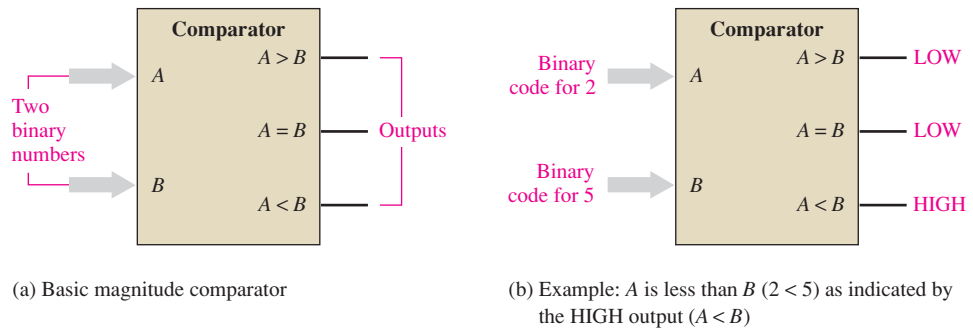 Comparator
A > B
A
Two
binary
numbers
A = B
Outputs
B
A < B
(a) Basic magnitude comparator
Comparator
A > B
LOW
Binary
code for 2
A
A = B
LOW
Binary
code for 5
B
A < B
HIGH
(b) Example: A is less than B (2 < 5) as indicated by
the HIGH output (A < B)